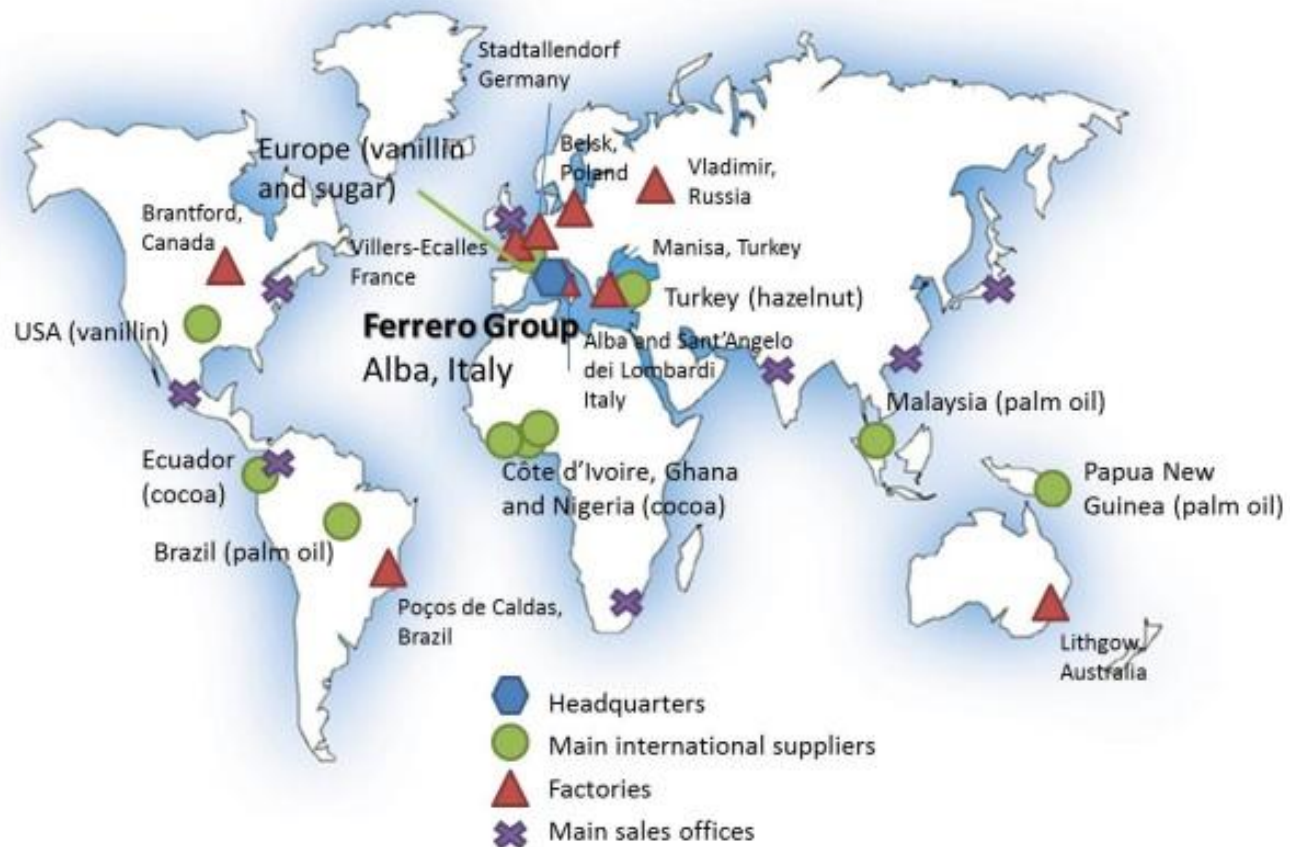 Stadtallendorf
Germany
Europe (vanillin
and sugar)
Belsk,
Poland
Vladimir,
Russia
Brantford,
Canada
Villers-Ecalles
France
Manisa, Turkey
Turkey (hazelnut)
USA (vanillin)
Ferrero Group
Alba, Italy
Alba and Sant'Angelo
dei Lombardi
Italy
Malaysia (palm oil)
Ecuador
(cocoa)
Côte d'Ivoire, Ghana
and Nigeria (cocoa)
Papua New
Guinea (palm oil)
Brazil (palm oil)
Poços de Caldas,
Brazil
Lithgow,
Australia
Headquarters
Main international suppliers
Factories
Main sales offices